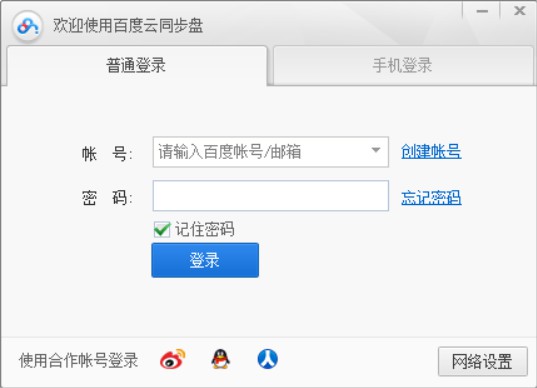 欢迎使用百度云同步盘
普通登录 手机登录
帐 号: 请输入百度帐号/邮箱 创建帐号
密 码: 忘记密码
记住密码
登录
使用合作帐号登录 网络设置